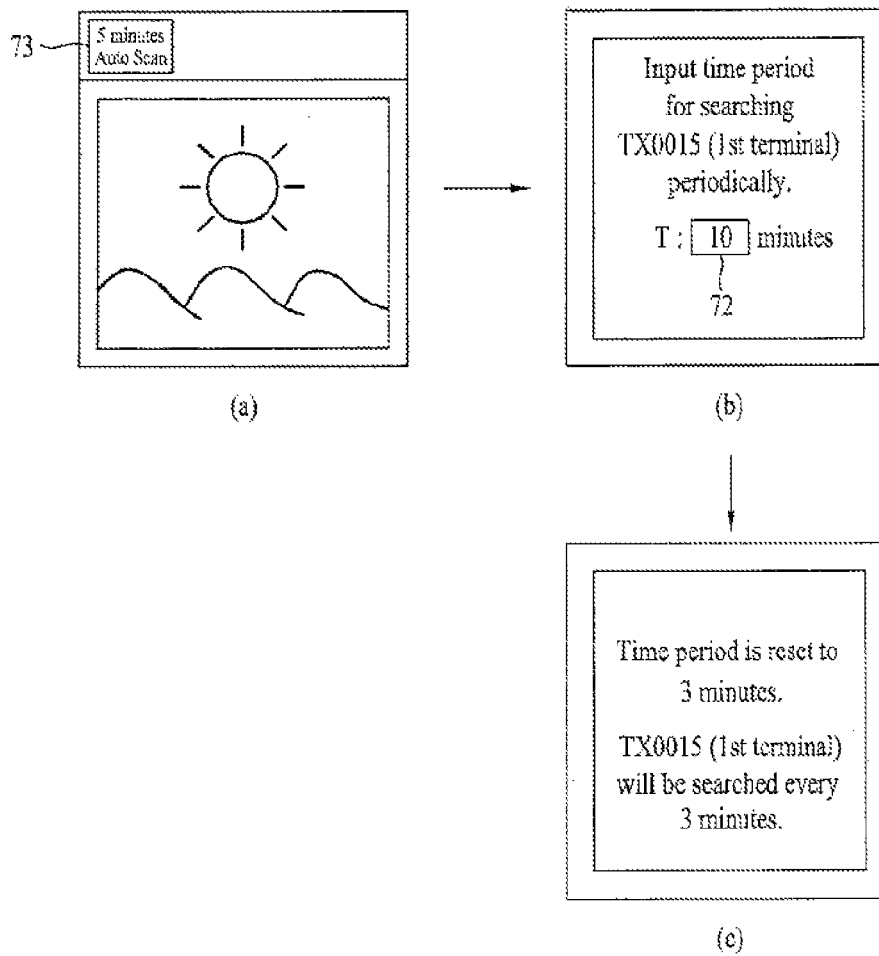 73
5 minutes
Auto Scan
(a)
Input time period
for searching
TX0015 (1st terminal)
periodically.
T : 10 minutes
72
(b)
Time period is reset to
3 minutes.
TX0015 (1st terminal)
will be searched every
3 minutes.
(c)